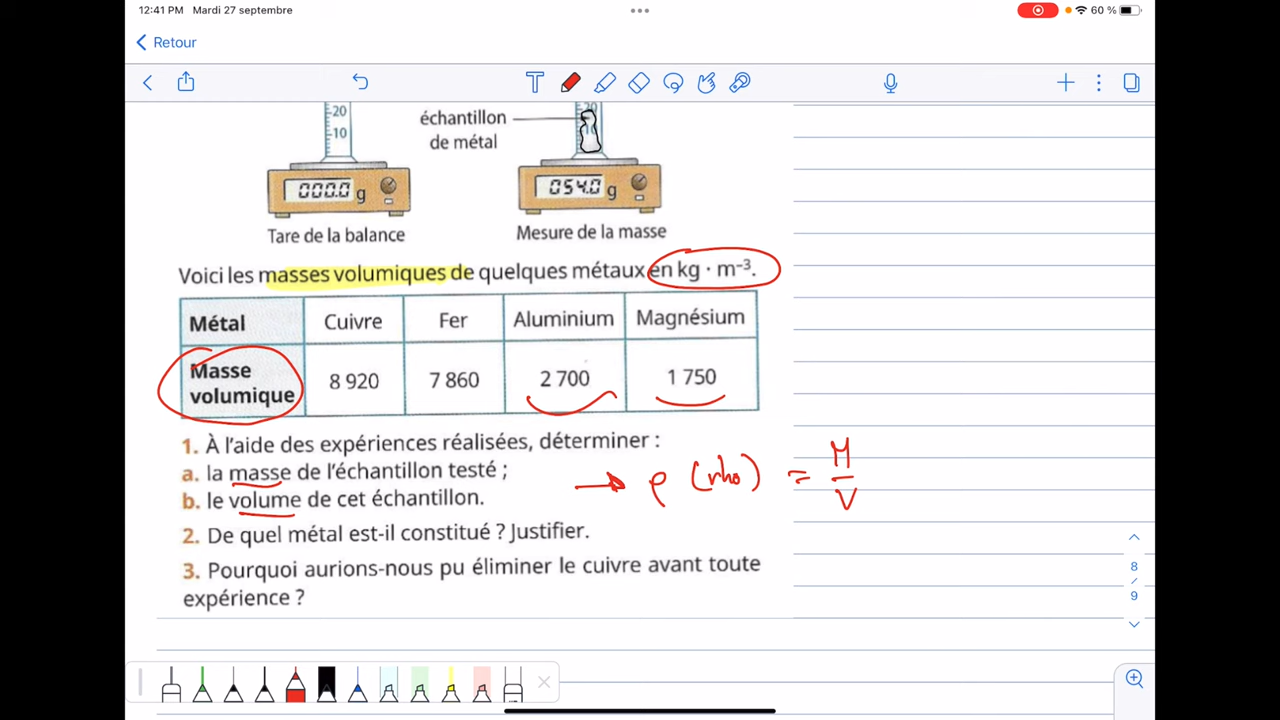 12:41 PM Mardi 27 septembre
60 %
Retour
T
20
10
échantillon
de métal
20
10
000.0 g
054.0 g
Tare de la balance
Mesure de la masse
Voici les masses volumiques de quelques métaux en kg · m⁻³.
Métal Cuivre Fer Aluminium Magnésium
Masse volumique 8 920 7 860 2 700 1 750
1. À l'aide des expériences réalisées, déterminer :
a. la masse de l'échantillon testé ;
b. le volume de cet échantillon.
→ ρ (rho) = M/V
2. De quel métal est-il constitué ? Justifier.
3. Pourquoi aurions-nous pu éliminer le cuivre avant toute
expérience ?
8
/
9